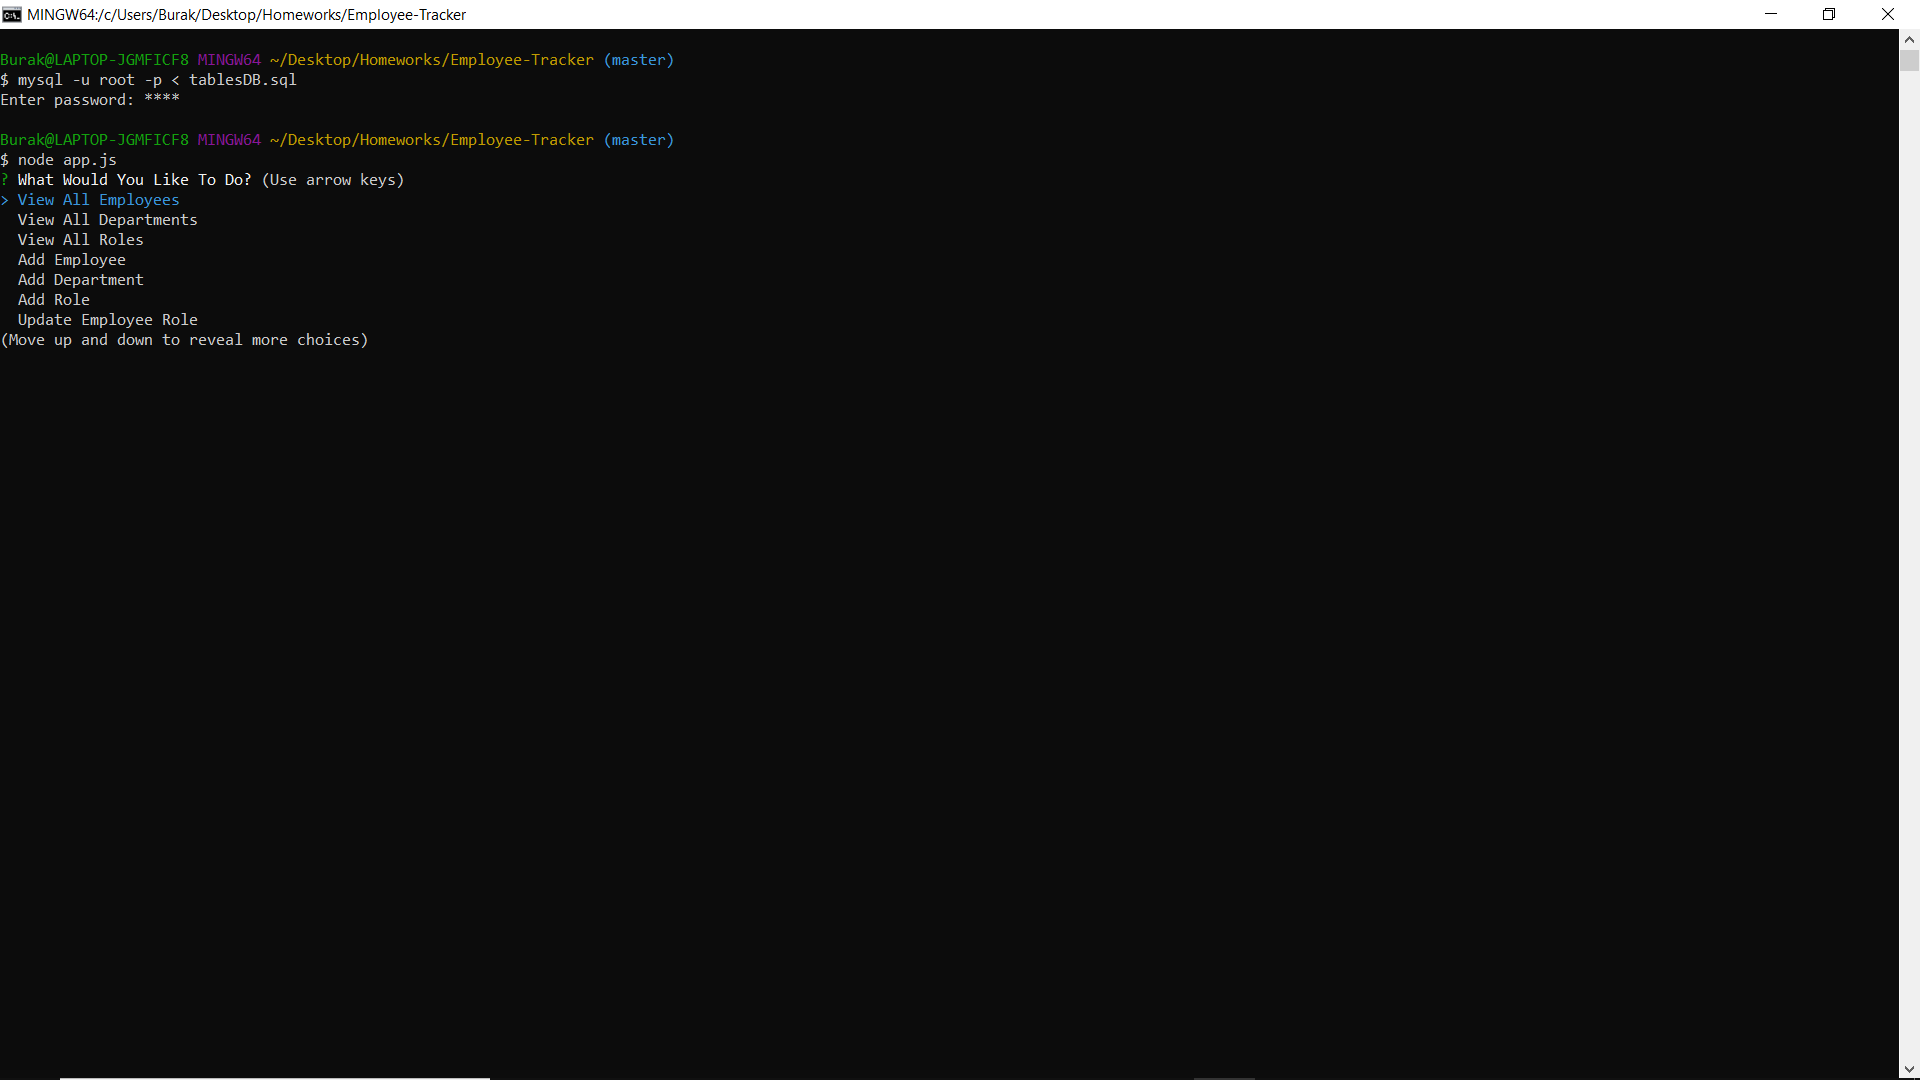 MINGW64:/c/Users/Burak/Desktop/Homeworks/Employee-Tracker
Burak@LAPTOP-JGMFICF8 MINGW64 ~/Desktop/Homeworks/Employee-Tracker (master)
$ mysql -u root -p < tablesDB.sql
Enter password: ****
Burak@LAPTOP-JGMFICF8 MINGW64 ~/Desktop/Homeworks/Employee-Tracker (master)
$ node app.js
? What Would You Like To Do? (Use arrow keys)
> View All Employees
View All Departments
View All Roles
Add Employee
Add Department
Add Role
Update Employee Role
(Move up and down to reveal more choices)